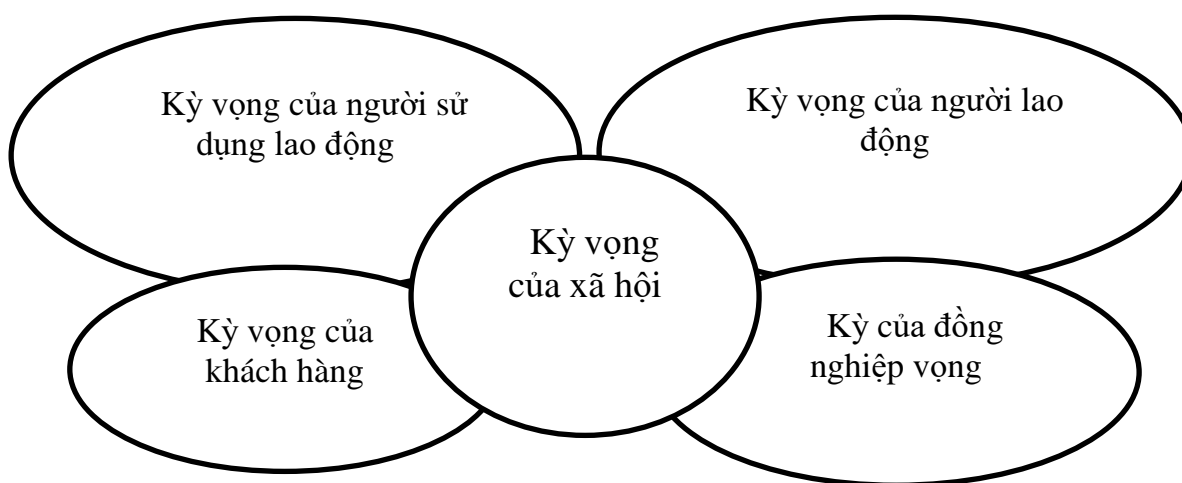 Kỳ vọng của người sử
dụng lao động
Kỳ vọng của người lao
động
Kỳ vọng
của xã hội
Kỳ vọng của
khách hàng
Kỳ của đồng
nghiệp vọng